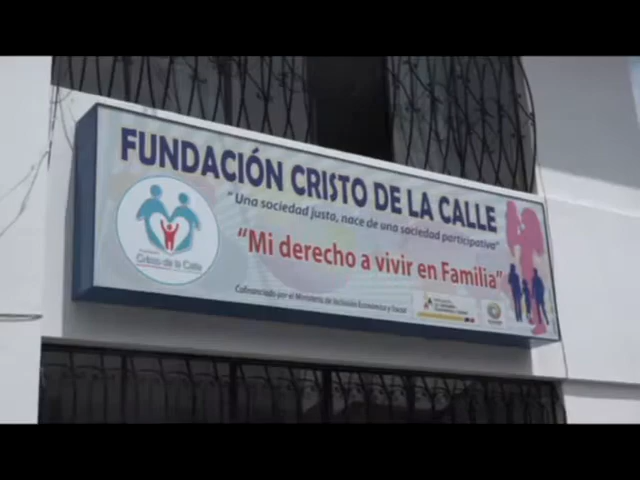 FUNDACIÓN CRISTO DE LA CALLE
" Una sociedad justa, nace de una sociedad participativa"
"Mi derecho a vivir en Familia"
Cristo de la Calle
Cofinanciado por el Ministerio de Inclusión Económica y Social